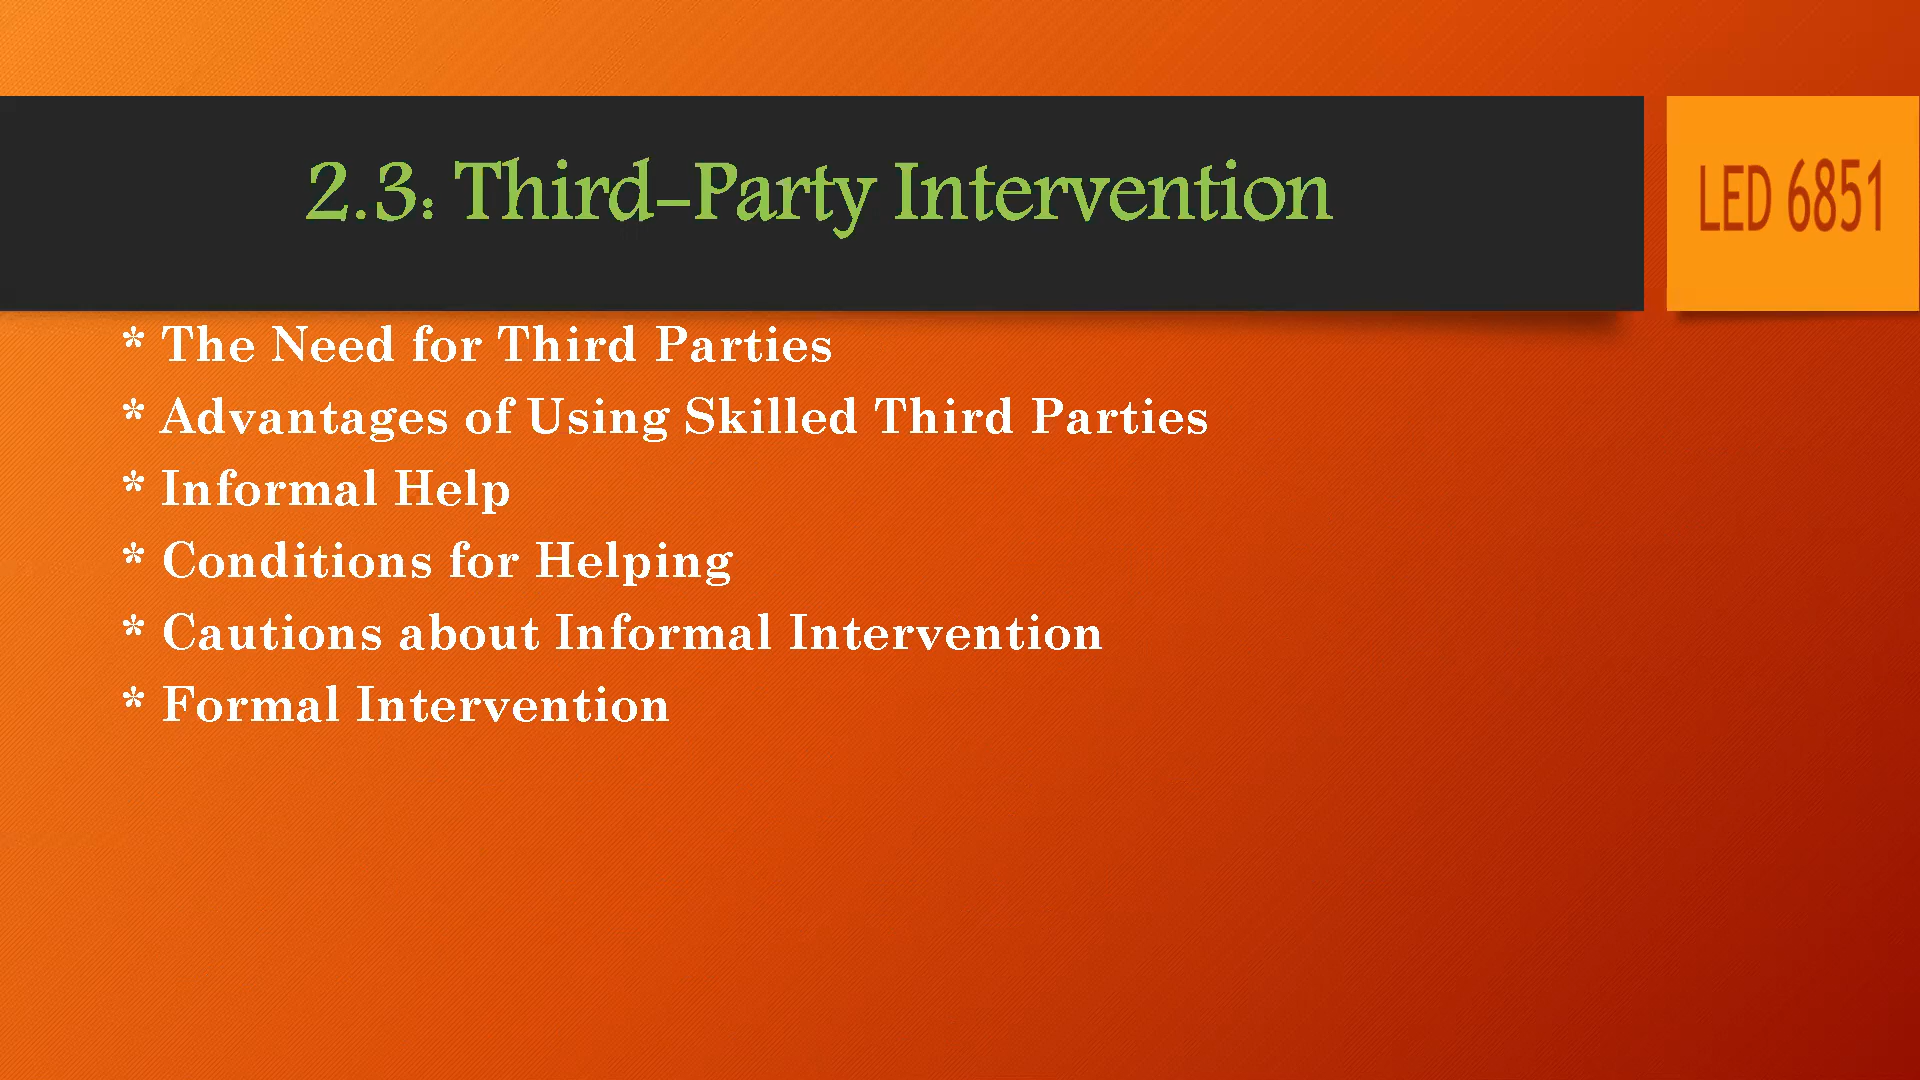 2.3: Third-Party Intervention
LED 6851
* The Need for Third Parties
* Advantages of Using Skilled Third Parties
* Informal Help
* Conditions for Helping
* Cautions about Informal Intervention
* Formal Intervention